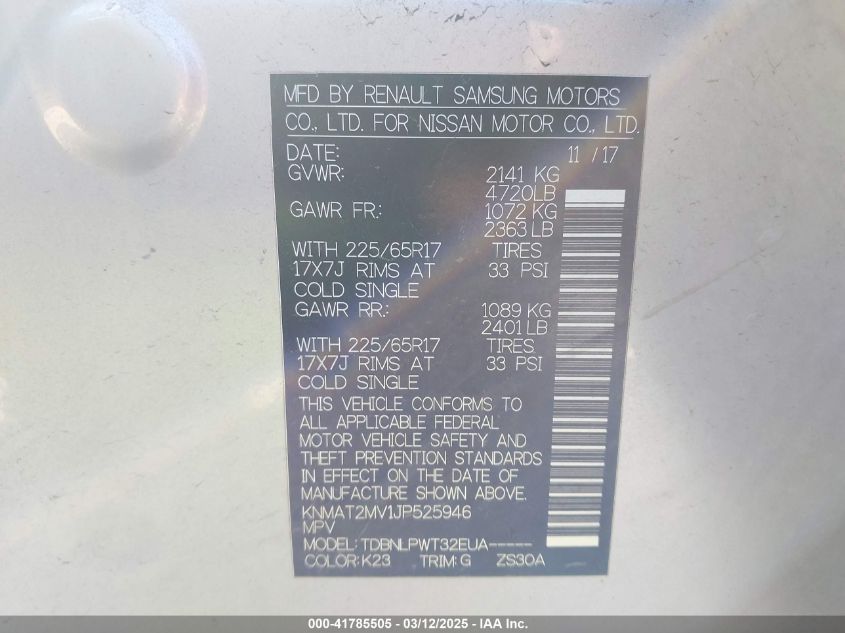 MFD BY RENAULT SAMSUNG MOTORS
CO., LTD. FOR NISSAN MOTOR CO., LTD.
DATE: 11 / 17
GVWR: 2141 KG
4720LB
GAWR FR.: 1072 KG
2363 LB
WITH 225/65R17 TIRES
17X7J RIMS AT 33 PSI
COLD SINGLE
GAWR RR.: 1089 KG
2401 LB
WITH 225/65R17 TIRES
17X7J RIMS AT 33 PSI
COLD SINGLE
THIS VEHICLE CONFORMS TO
ALL APPLICABLE FEDERAL
MOTOR VEHICLE SAFETY AND
THEFT PREVENTION STANDARDS
IN EFFECT ON THE DATE OF
MANUFACTURE SHOWN ABOVE.
KNMAT2MV1JP525946
MPV
MODEL: TDBNLPWT32EUA-----
COLOR: K23 TRIM: G ZS30A
000-41785505 - 03/12/2025 - IAA Inc.